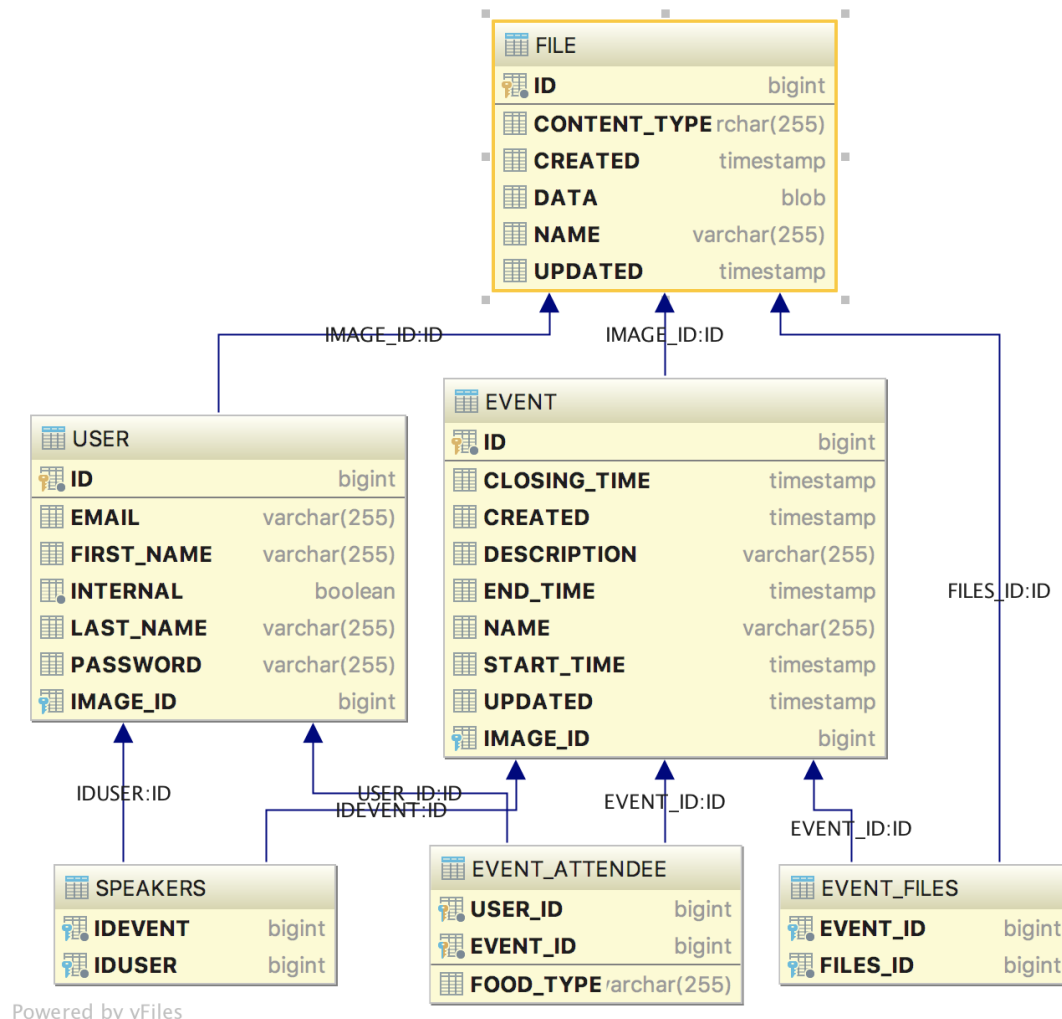 FILE
ID bigint
CONTENT_TYPE rchar(255)
CREATED timestamp
DATA blob
NAME varchar(255)
UPDATED timestamp
IMAGE_ID:ID
IMAGE_ID:ID
USER
ID bigint
EMAIL varchar(255)
FIRST_NAME varchar(255)
INTERNAL boolean
LAST_NAME varchar(255)
PASSWORD varchar(255)
IMAGE_ID bigint
EVENT
ID bigint
CLOSING_TIME timestamp
CREATED timestamp
DESCRIPTION varchar(255)
END_TIME timestamp
NAME varchar(255)
START_TIME timestamp
UPDATED timestamp
IMAGE_ID bigint
FILES_ID:ID
IDUSER:ID
USER_ID:ID
IDEVENT:ID
EVENT_ID:ID
EVENT_ID:ID
SPEAKERS
IDEVENT bigint
IDUSER bigint
EVENT_ATTENDEE
USER_ID bigint
EVENT_ID bigint
FOOD_TYPE varchar(255)
EVENT_FILES
EVENT_ID bigint
FILES_ID bigint
Powered by yFiles